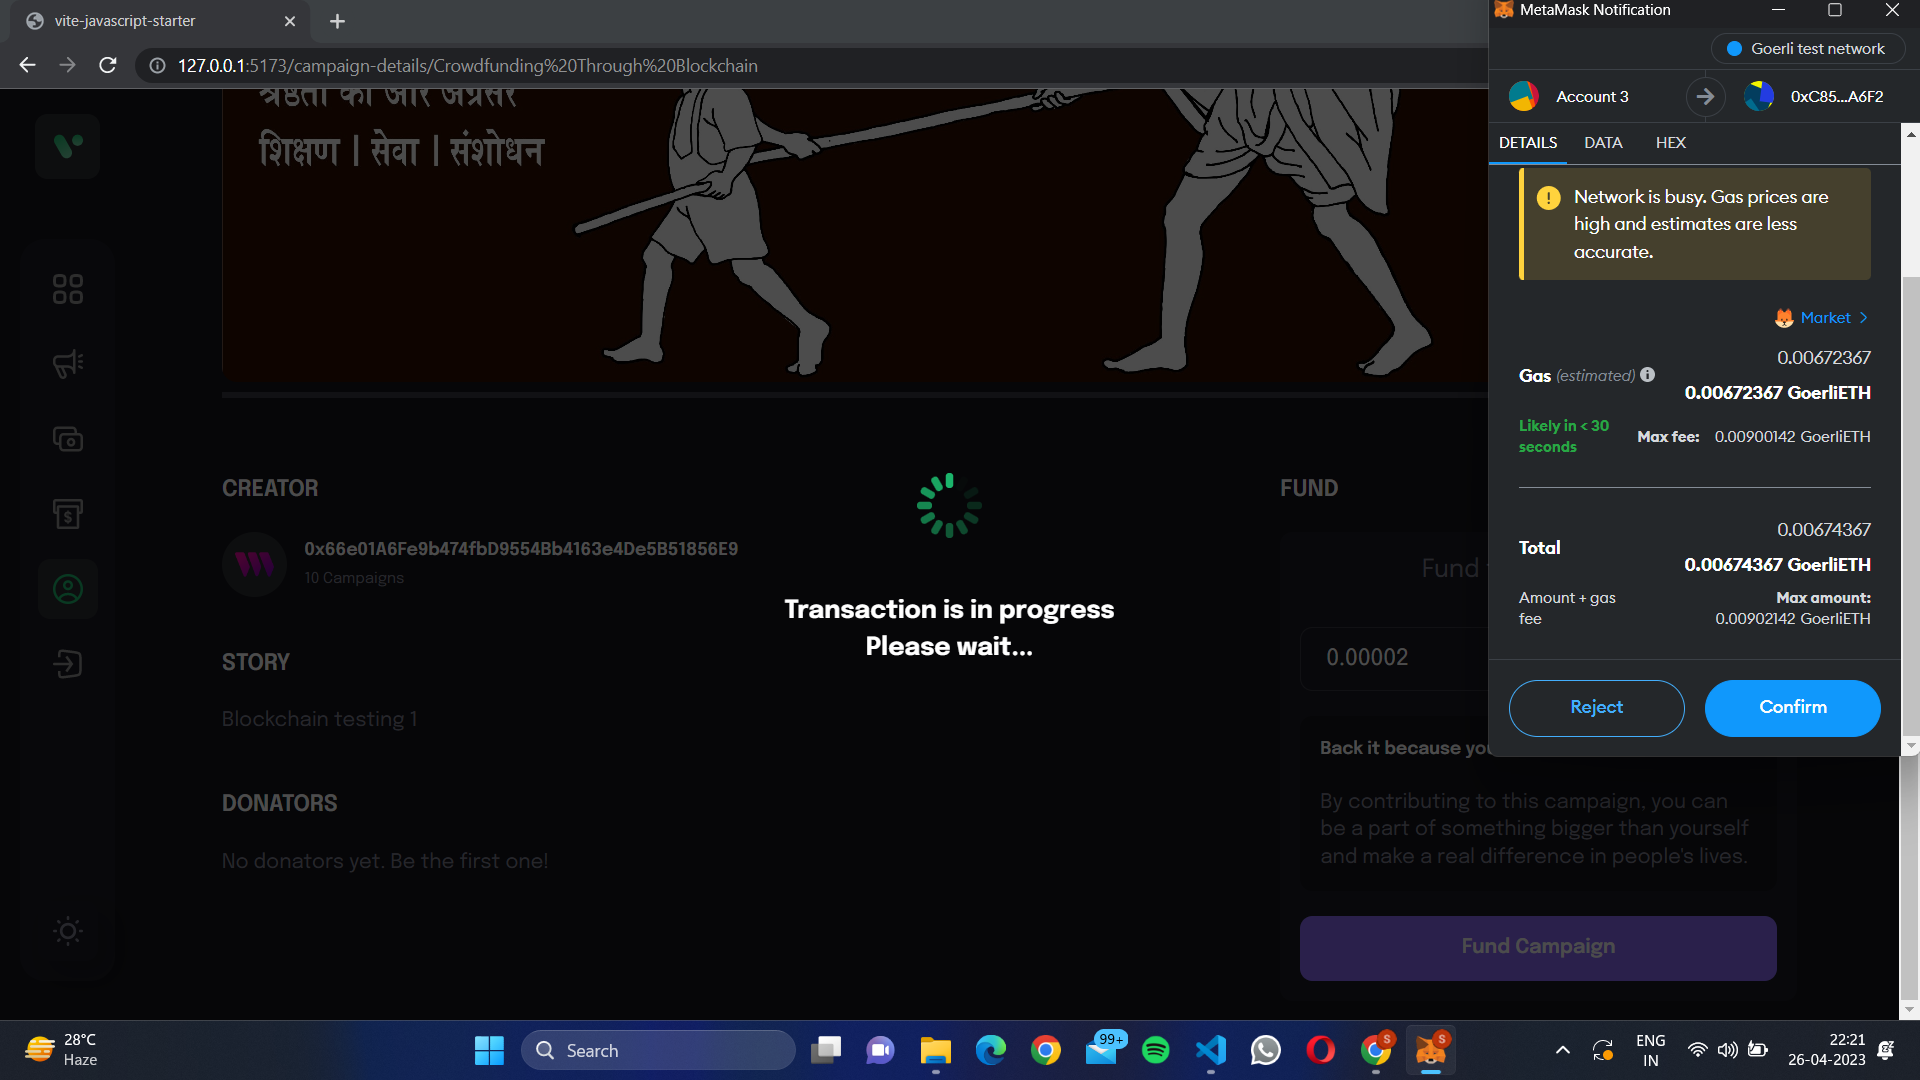 vite-javascript-starter
127.0.0.1:5173/campaign-details/Crowdfunding%20Through%20Blockchain
श्रेष्ठता की ओर अग्रसर
शिक्षण | सेवा | संशोधन
CREATOR
0x66e01A6Fe9b474fbD9554Bb4163e4De5B51856E9
10 Campaigns
STORY
Blockchain testing 1
DONATORS
No donators yet. Be the first one!
Transaction is in progress
Please wait...
FUND
Fund
0.00002
Back it because you
By contributing to this campaign, you can
be a part of something bigger than yourself
and make a real difference in people's lives.
Fund Campaign
MetaMask Notification
Goerli test network
Account 3
0xC85...A6F2
DETAILS DATA HEX
Network is busy. Gas prices are
high and estimates are less
accurate.
Market >
0.00672367
Gas (estimated)
0.00672367 GoerliETH
Likely in < 30
seconds
Max fee: 0.00900142 GoerliETH
0.00674367
Total
0.00674367 GoerliETH
Amount + gas
fee
Max amount:
0.00902142 GoerliETH
Reject
Confirm
28°C
Haze
Search
99+
S
S
ENG
IN
22:21
26-04-2023